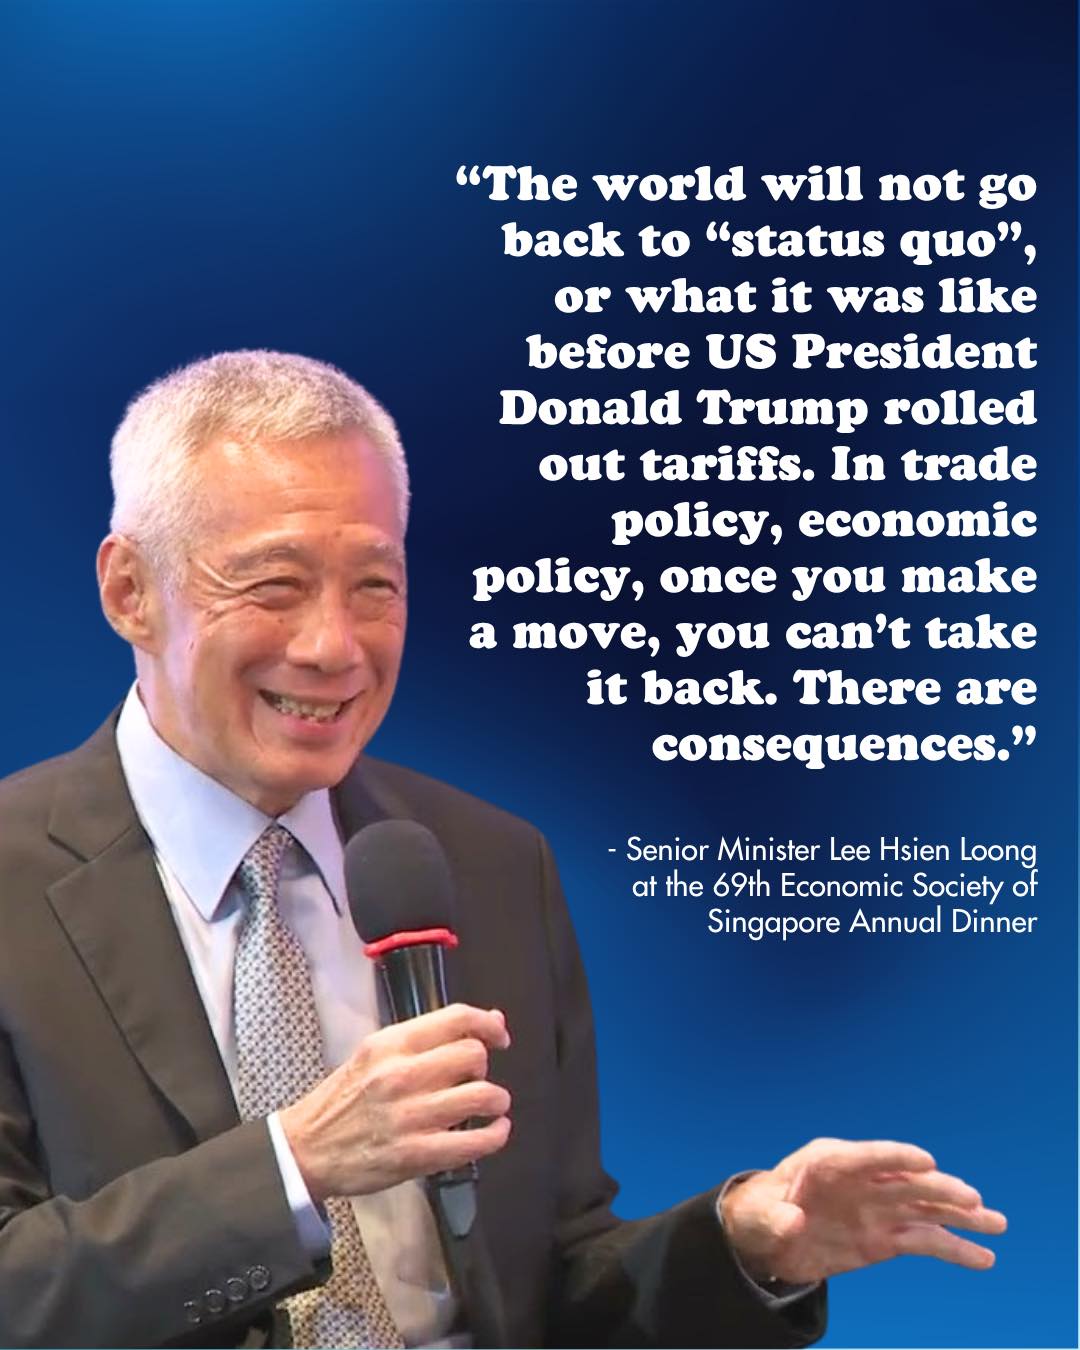 “The world will not go
back to “status quo”,
or what it was like
before US President
Donald Trump rolled
out tariffs. In trade
policy, economic
policy, once you make
a move, you can’t take
it back. There are
consequences.”
- Senior Minister Lee Hsien Loong
at the 69th Economic Society of
Singapore Annual Dinner